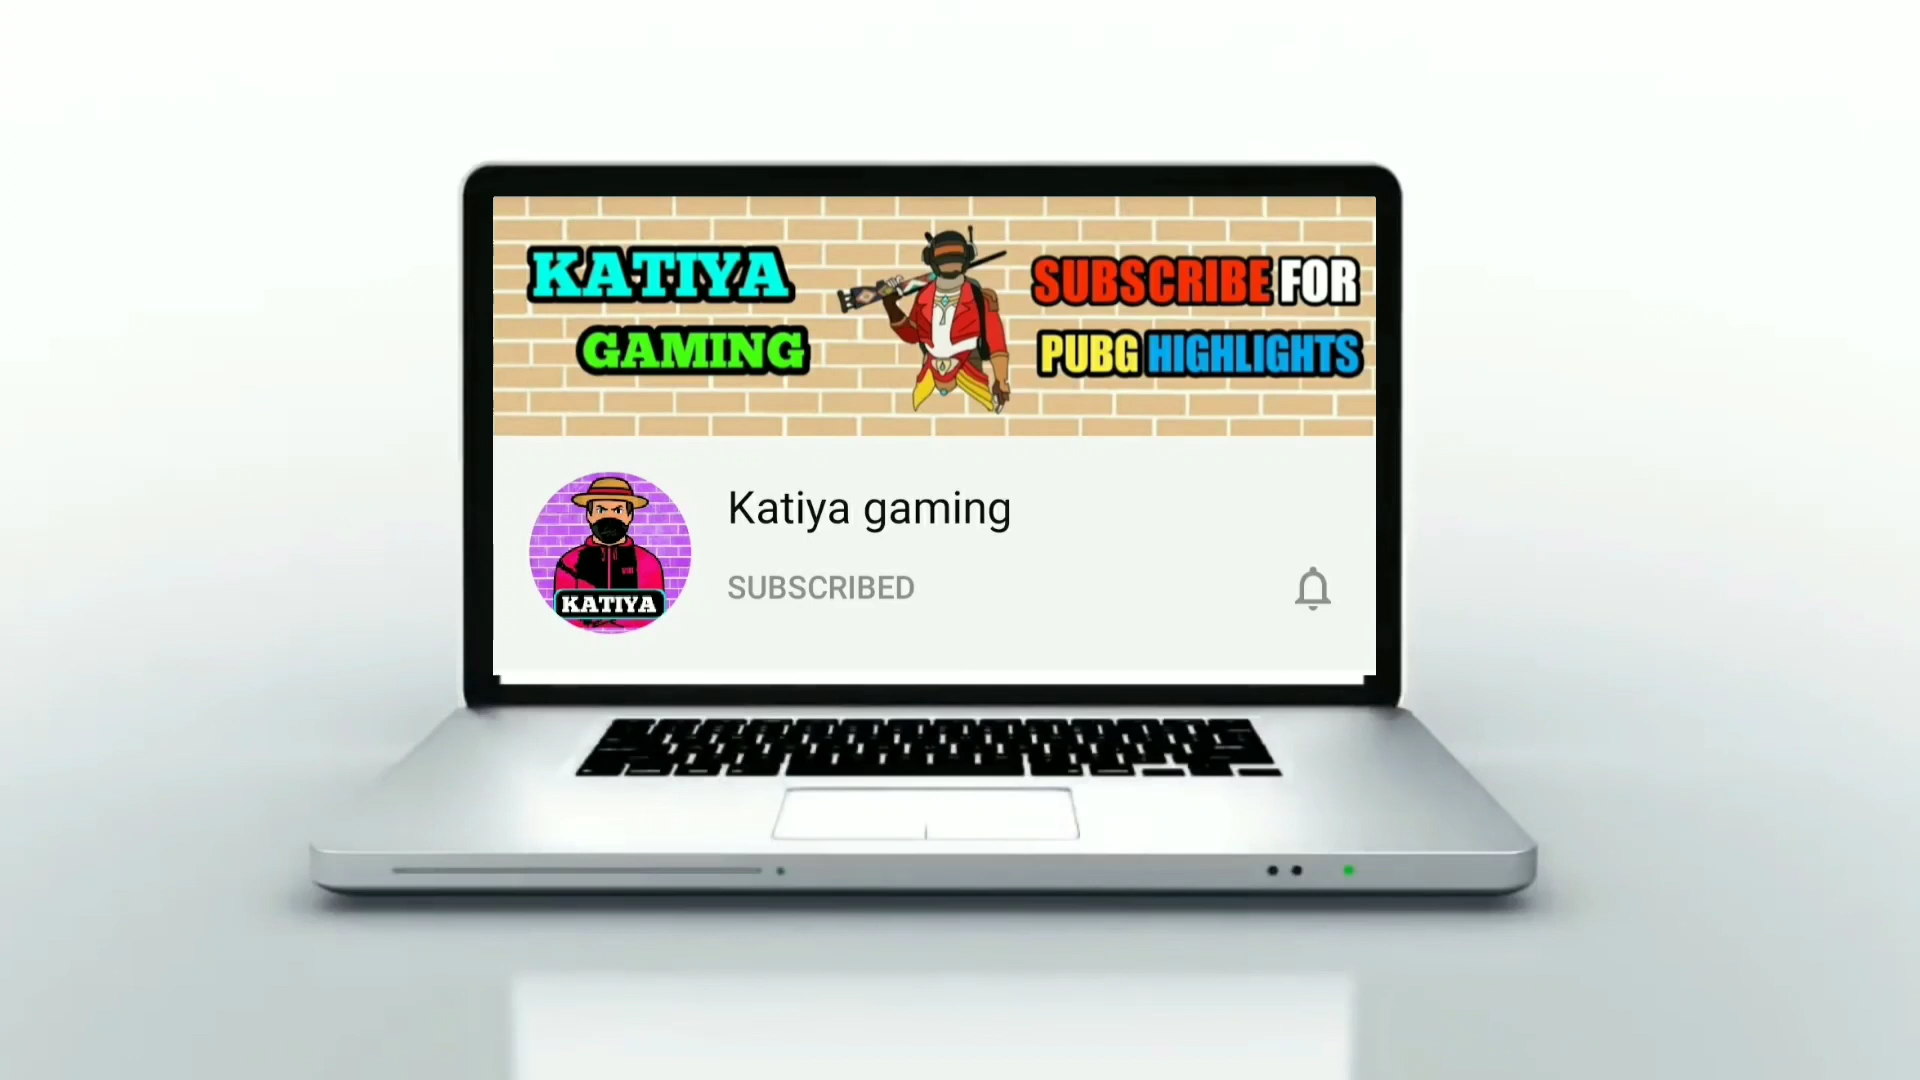 KATIYA
GAMING
SUBSCRIBE FOR
PUBG HIGHLIGHTS
Katiya gaming
SUBSCRIBED
KATIYA